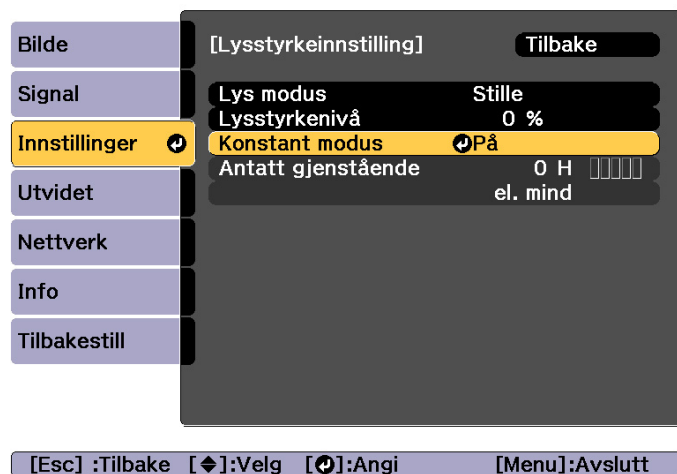 Bilde
Signal
Innstillinger
Utvidet
Nettverk
Info
Tilbakestill
[Lysstyrkeinnstilling] Tilbake
Lys modus Stille
Lysstyrkenivå 0 %
Konstant modus På
Antatt gjenstående 0 H
el. mind
[Esc] :Tilbake [ ]:Velg [ ]:Angi [Menu]:Avslutt